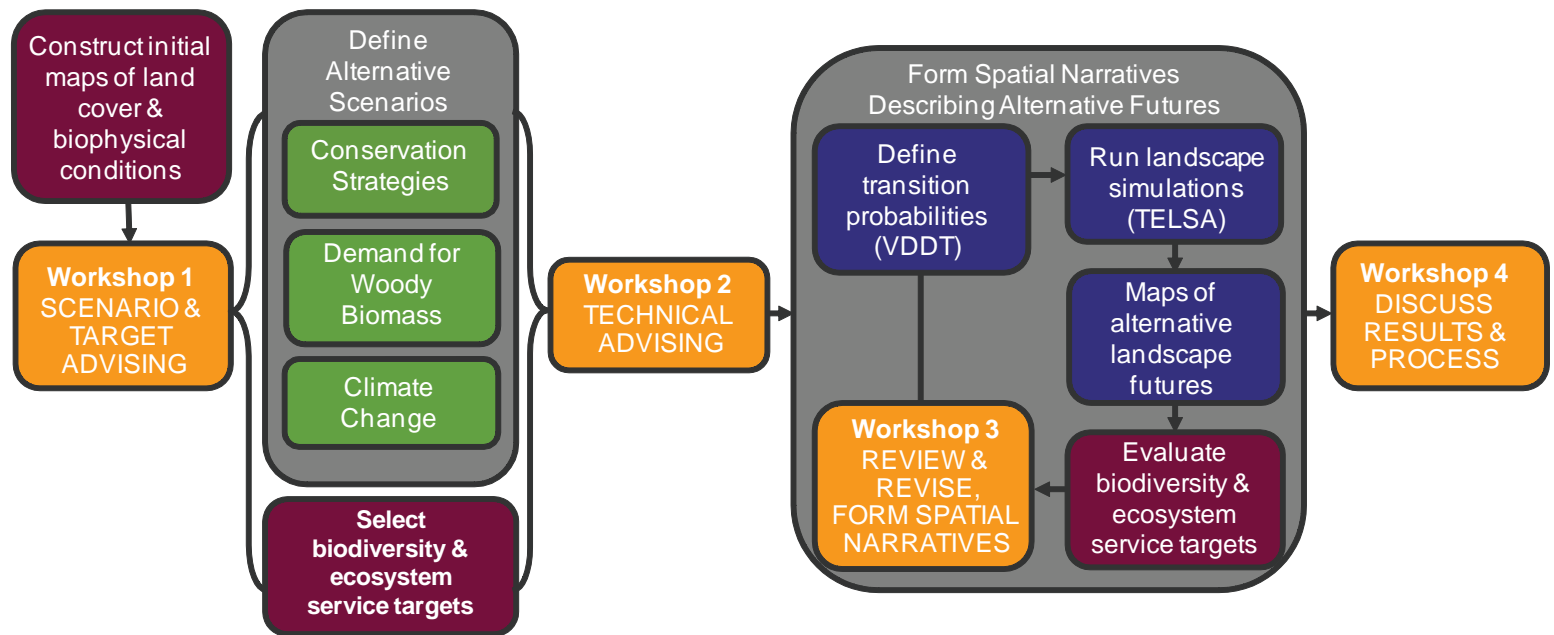 Construct initial
maps of land
cover &
biophysical
conditions
Workshop 1
SCENARIO &
TARGET
ADVISING
Define
Alternative
Scenarios
Conservation
Strategies
Demand for
Woody
Biomass
Climate
Change
Select
biodiversity &
ecosystem
service targets
Workshop 2
TECHNICAL
ADVISING
Form Spatial Narratives
Describing Alternative Futures
Define
transition
probabilities
(VDDT)
Run landscape
simulations
(TELSA)
Maps of
alternative
landscape
futures
Evaluate
biodiversity &
ecosystem
service targets
Workshop 3
REVIEW &
REVISE,
FORM SPATIAL
NARRATIVES
Workshop 4
DISCUSS
RESULTS &
PROCESS